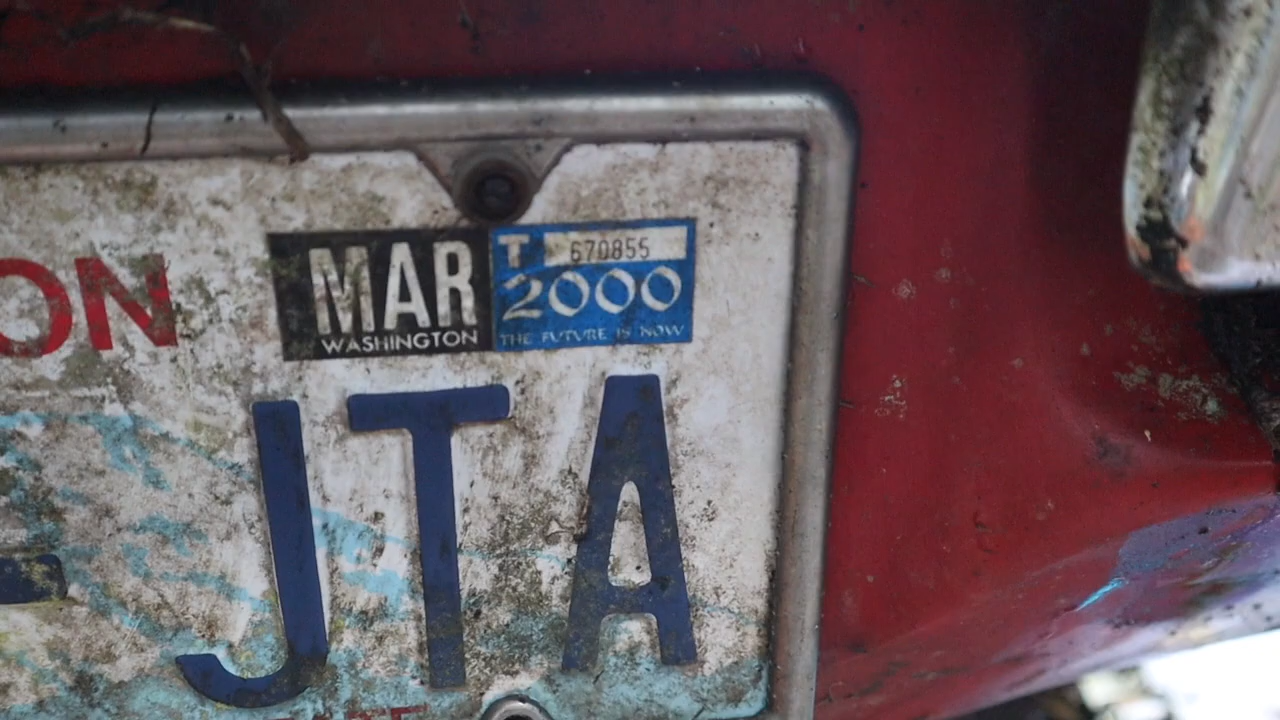 ON
MAR
WASHINGTON
T 670855
2000
THE FUTURE IS NOW
- JTA